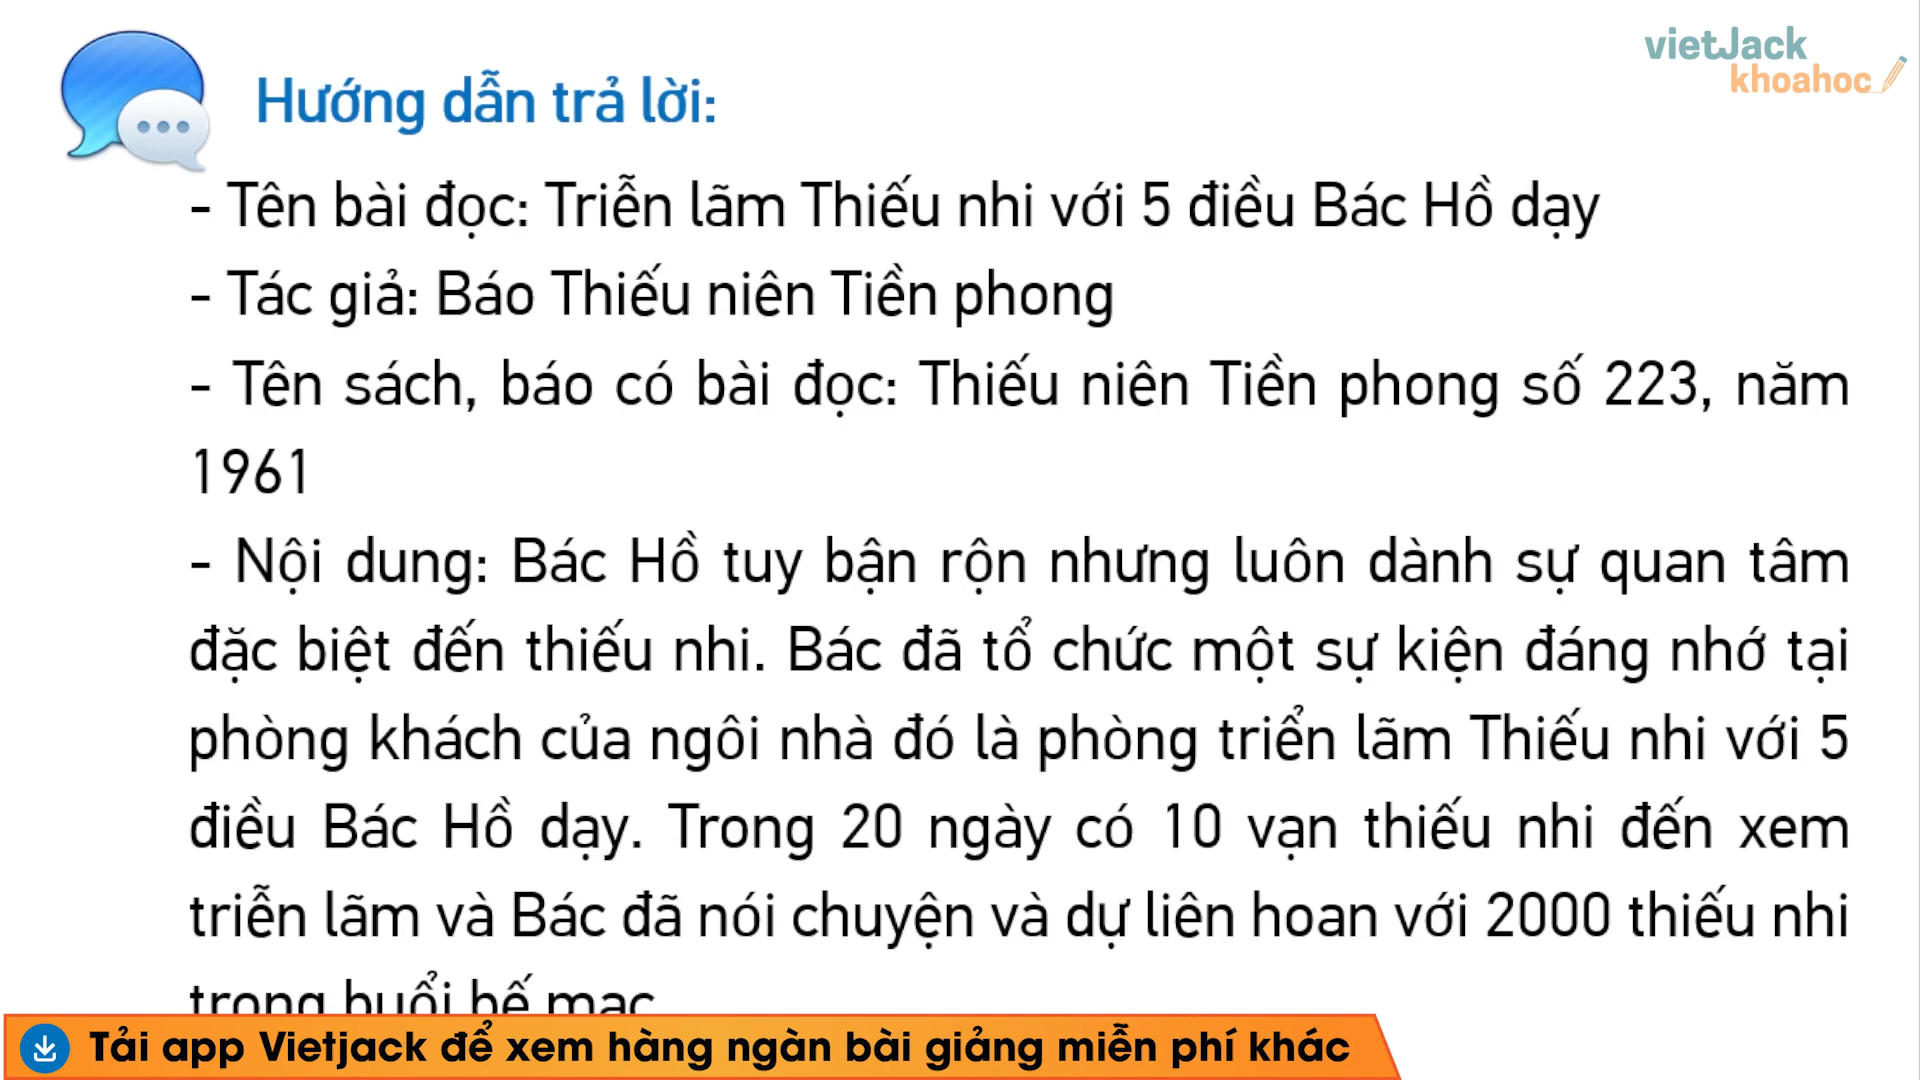 vietJack
khoahoc
Hướng dẫn trả lời:
- Tên bài đọc: Triễn lãm Thiếu nhi với 5 điều Bác Hồ dạy
- Tác giả: Báo Thiếu niên Tiền phong
- Tên sách, báo có bài đọc: Thiếu niên Tiền phong số 223, năm
1961
- Nội dung: Bác Hồ tuy bận rộn nhưng luôn dành sự quan tâm
đặc biệt đến thiếu nhi. Bác đã tổ chức một sự kiện đáng nhớ tại
phòng khách của ngôi nhà đó là phòng triển lãm Thiếu nhi với 5
điều Bác Hồ dạy. Trong 20 ngày có 10 vạn thiếu nhi đến xem
triễn lãm và Bác đã nói chuyện và dự liên hoan với 2000 thiếu nhi
trong buổi bế mạc
Tải app Vietjack để xem hàng ngàn bài giảng miễn phí khác